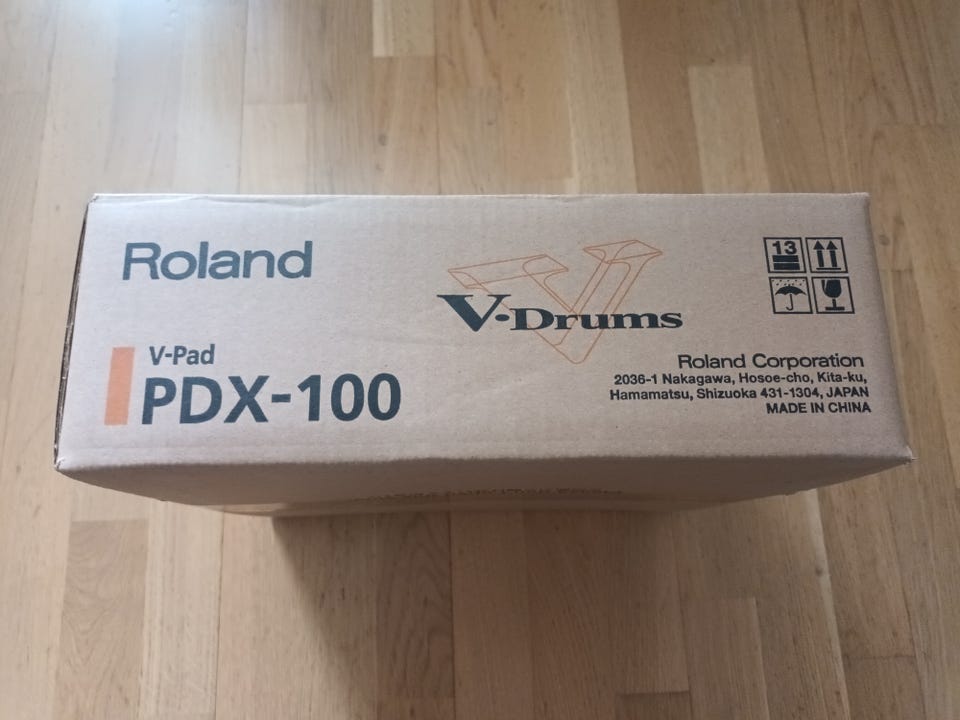 Roland
V-Pad
PDX-100
V-Drums
13
Roland Corporation
2036-1 Nakagawa, Hosoe-cho, Kita-ku,
Hamamatsu, Shizuoka 431-1304, JAPAN
MADE IN CHINA